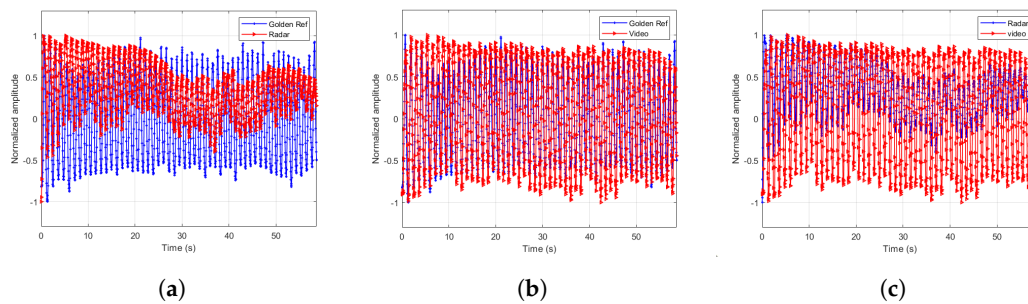 Golden Ref
Radar
1
0.5
0
-0.5
-1
Normalized amplitude
0 10 20 30 40 50
Time (s)
(a)
Golden Ref
Video
1
0.5
0
-0.5
-1
Normalized amplitude
0 10 20 30 40 50
Time (s)
(b)
Radar
video
1
0.5
0
-0.5
-1
Normalized amplitude
0 10 20 30 40 50
Time (s)
(c)